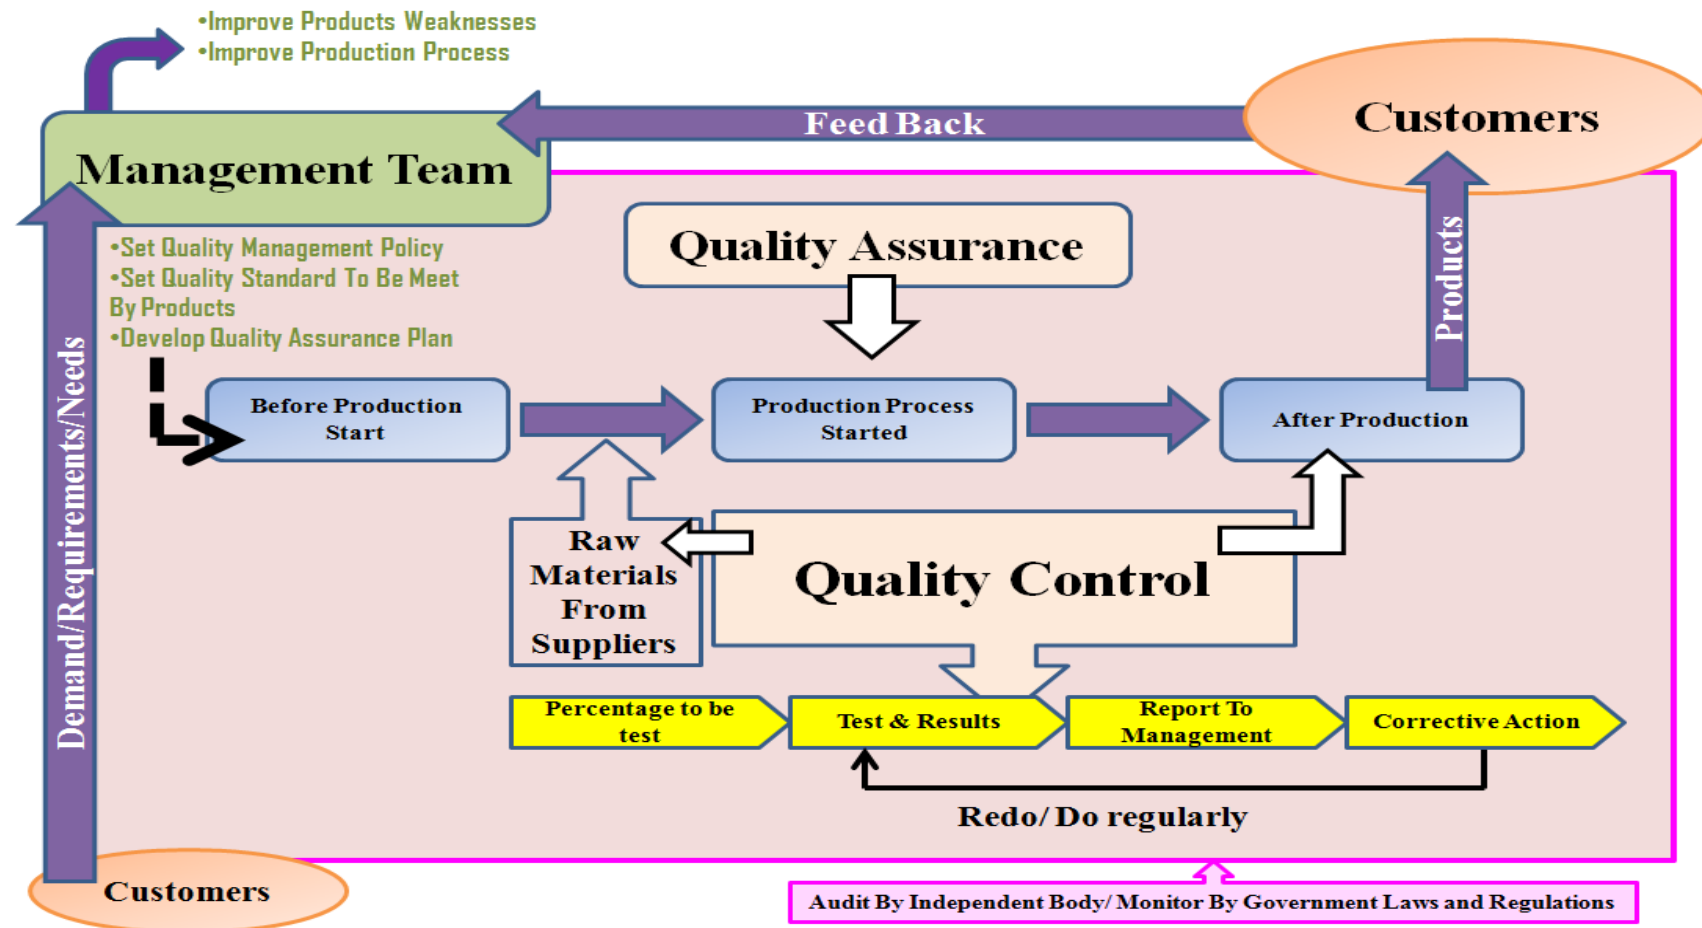 •Improve Products Weaknesses
•Improve Production Process
Feed Back
Customers
Management Team
Quality Assurance
•Set Quality Management Policy
•Set Quality Standard To Be Meet
By Products
•Develop Quality Assurance Plan
Products
Demand/Requirements/Needs
Before Production
Start
Production Process
Started
After Production
Raw
Materials
From
Suppliers
Quality Control
Percentage to be
test
Test & Results
Report To
Management
Corrective Action
Redo/ Do regularly
Customers
Audit By Independent Body/ Monitor By Government Laws and Regulations